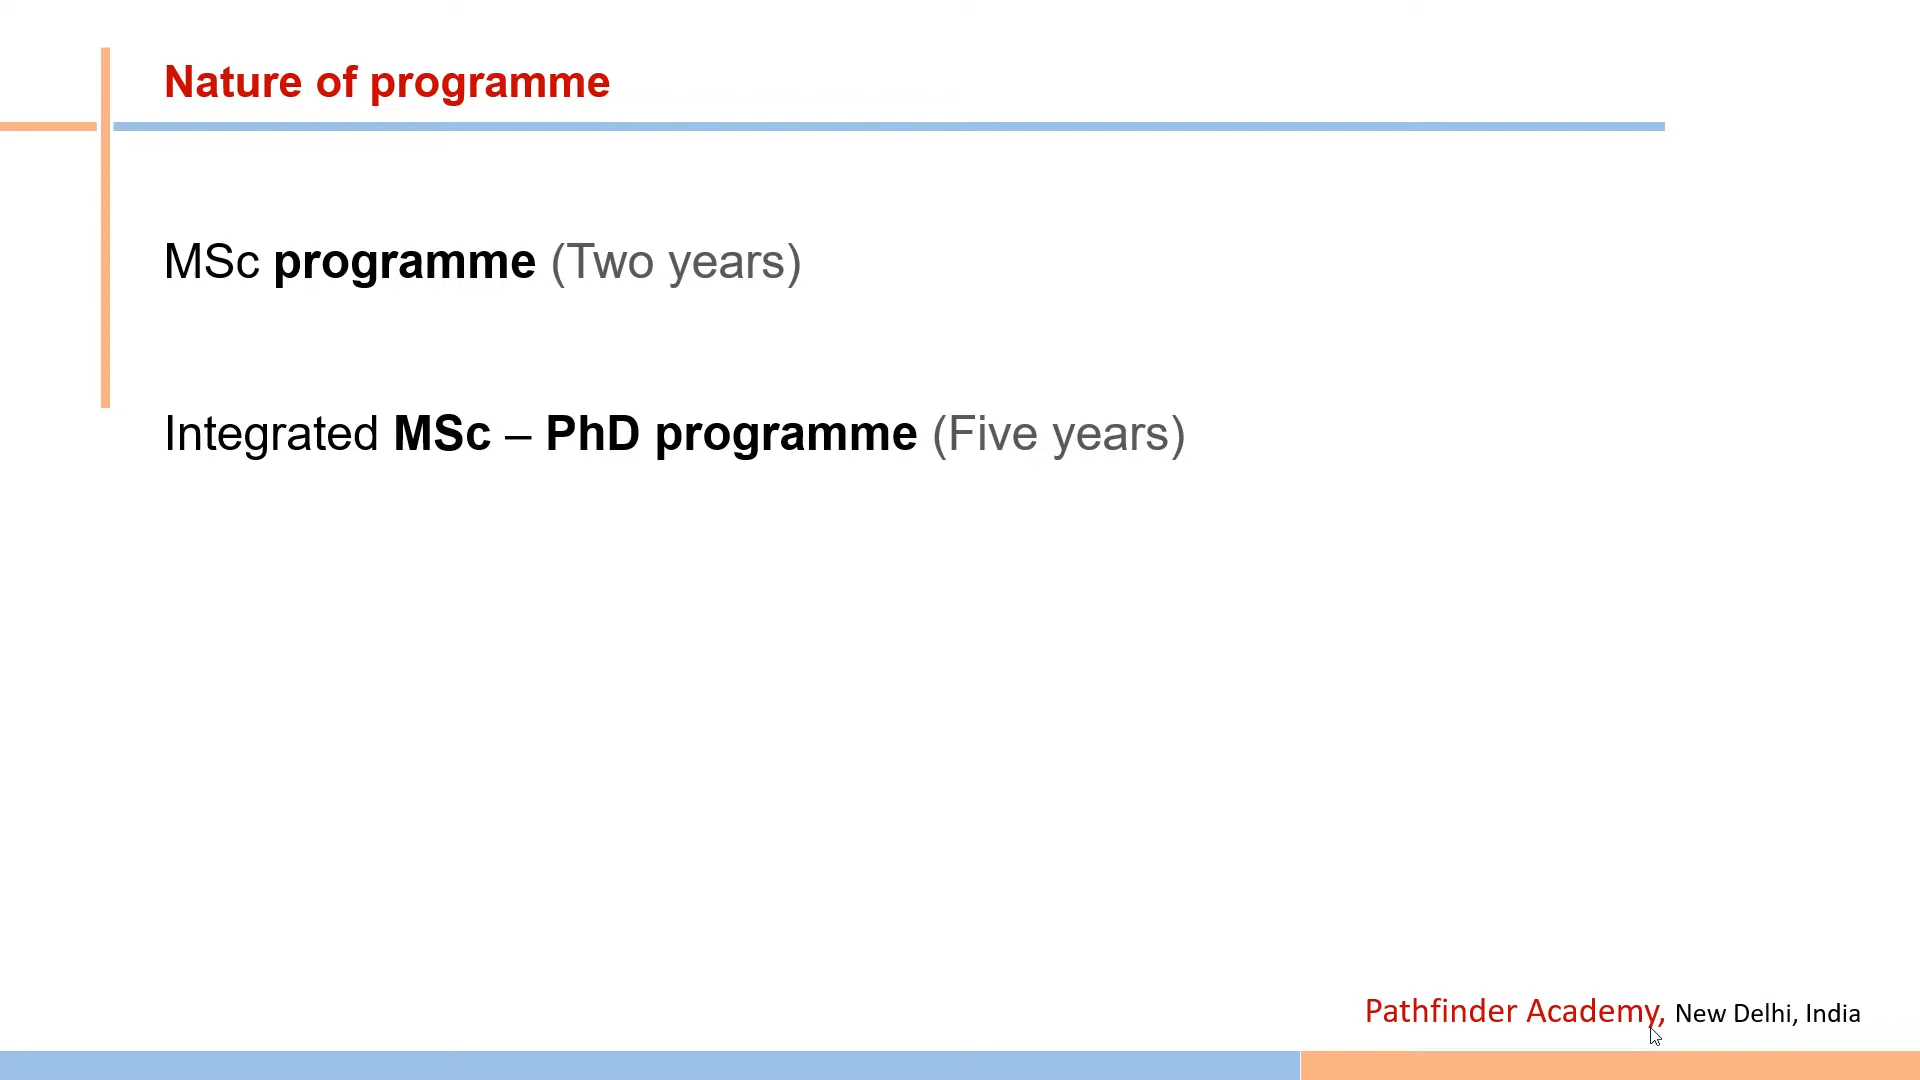 Nature of programme
MSc programme (Two years)
Integrated MSc – PhD programme (Five years)
Pathfinder Academy, New Delhi, India